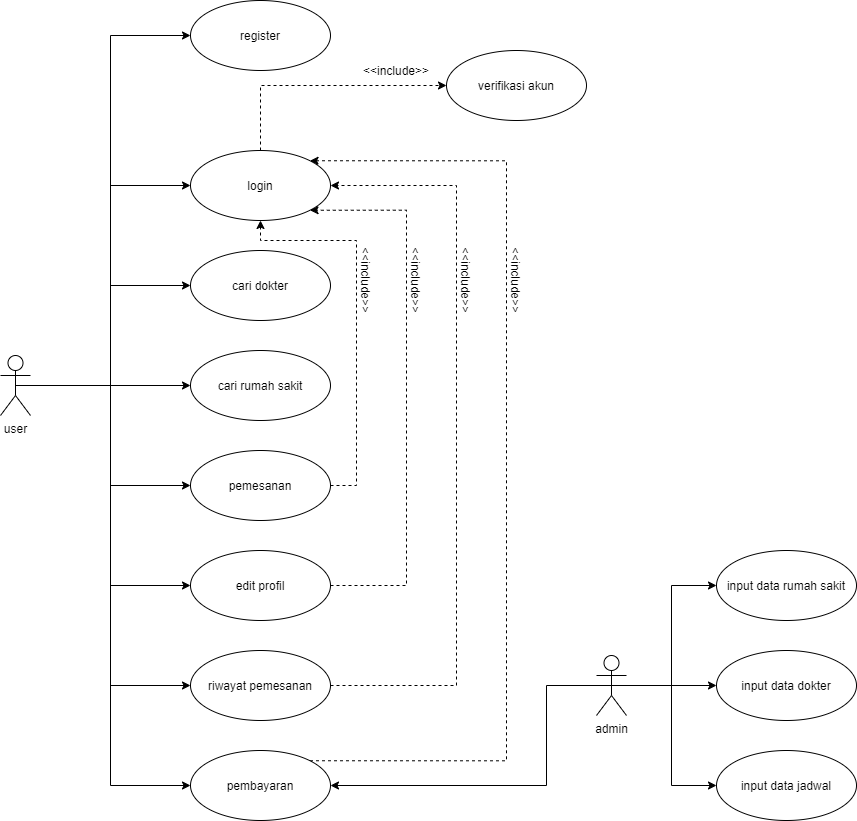 register
<<include>>
verifikasi akun
login
cari dokter
<<include>>
<<include>>
<<include>>
<<include>>
cari rumah sakit
user
pemesanan
edit profil
input data rumah sakit
riwayat pemesanan
input data dokter
admin
pembayaran
input data jadwal